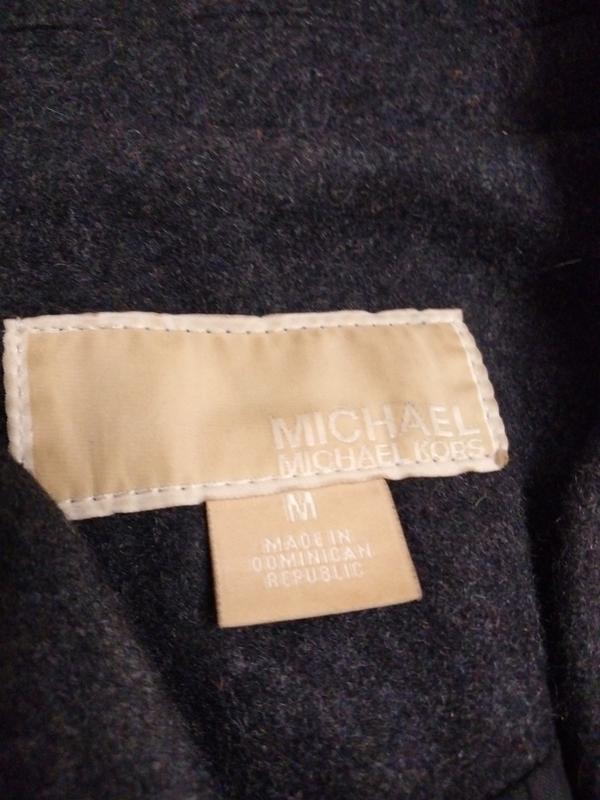 MICHAEL
MICHAEL KORS
M
MADE IN
DOMINICAN
REPUBLIC